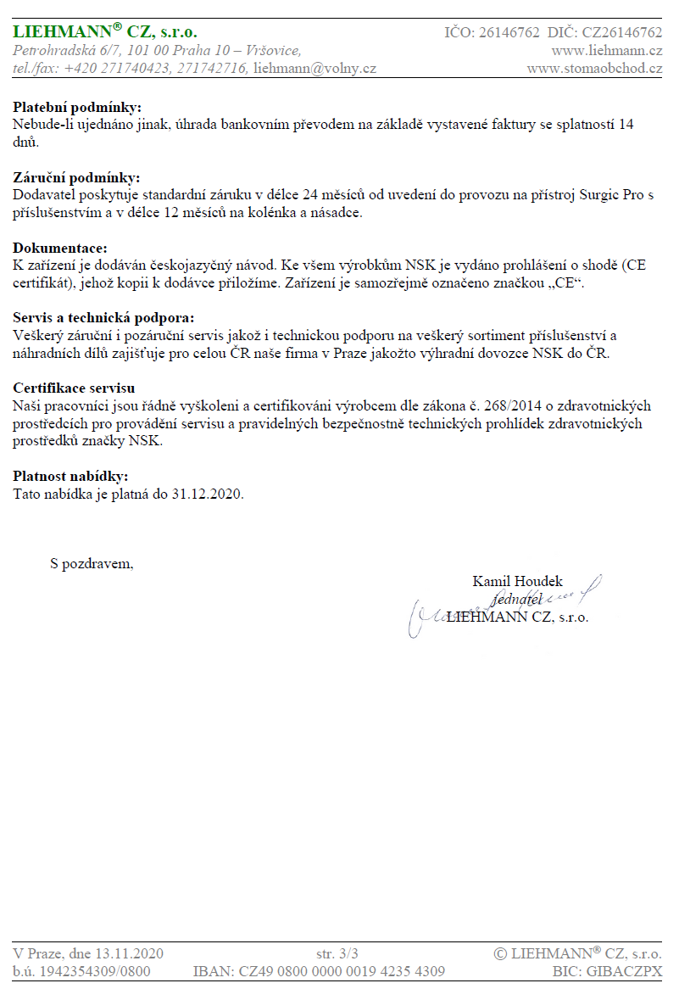 LIEHMANN® CZ, s.r.o. IČO: 26146762 DIČ: CZ26146762
Petrohradská 6/7, 101 00 Praha 10 – Vršovice, www.liehmann.cz
tel./fax: +420 271740423, 271742716, liehmann@volny.cz www.stomaobchod.cz
Platební podmínky:
Nebude-li ujednáno jinak, úhrada bankovním převodem na základě vystavené faktury se splatností 14
dnů.
Záruční podmínky:
Dodavatel poskytuje standardní záruku v délce 24 měsíců od uvedení do provozu na přístroj Surgic Pro s
příslušenstvím a v délce 12 měsíců na kolénka a násadce.
Dokumentace:
K zařízení je dodáván českojazyčný návod. Ke všem výrobkům NSK je vydáno prohlášení o shodě (CE
certifikát), jehož kopii k dodávce přiložíme. Zařízení je samozřejmě označeno značkou „CE“.
Servis a technická podpora:
Veškerý záruční i pozáruční servis jakož i technickou podporu na veškerý sortiment příslušenství a
náhradních dílů zajišťuje pro celou ČR naše firma v Praze jakožto výhradní dovozce NSK do ČR.
Certifikace servisu
Naši pracovníci jsou řádně vyškoleni a certifikováni výrobcem dle zákona č. 268/2014 o zdravotnických
prostředcích pro provádění servisu a pravidelných bezpečnostně technických prohlídek zdravotnických
prostředků značky NSK.
Platnost nabídky:
Tato nabídka je platná do 31.12.2020.
S pozdravem,
Kamil Houdek
jednatel
LIEHMANN CZ, s.r.o.
V Praze, dne 13.11.2020 str. 3/3 © LIEHMANN® CZ, s.r.o.
b.ú. 1942354309/0800 IBAN: CZ49 0800 0000 0019 4235 4309 BIC: GIBACZPX